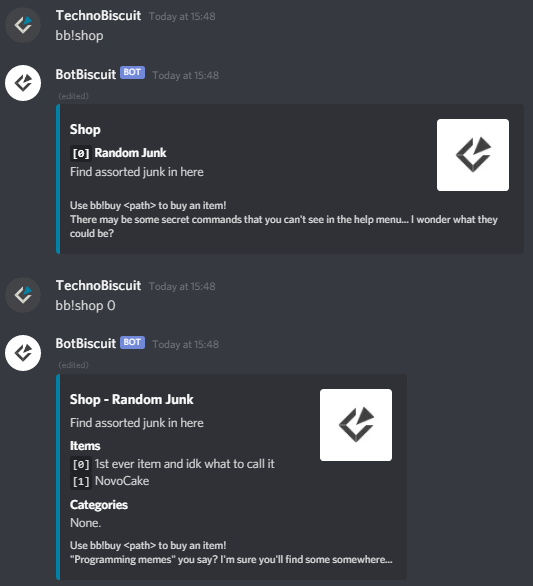 TechnoBiscuit Today at 15:48
bb!shop
BotBiscuit BOT Today at 15:48
(edited)
Shop
[0] Random Junk
Find assorted junk in here
Use bb!buy <path> to buy an item!
There may be some secret commands that you can't see in the help menu... I wonder what they
could be?
TechnoBiscuit Today at 15:48
bb!shop 0
BotBiscuit BOT Today at 15:48
(edited)
Shop - Random Junk
Find assorted junk in here
Items
[0] 1st ever item and idk what to call it
[1] NovoCake
Categories
None.
Use bb!buy <path> to buy an item!
"Programming memes" you say? I'm sure you'll find some somewhere...